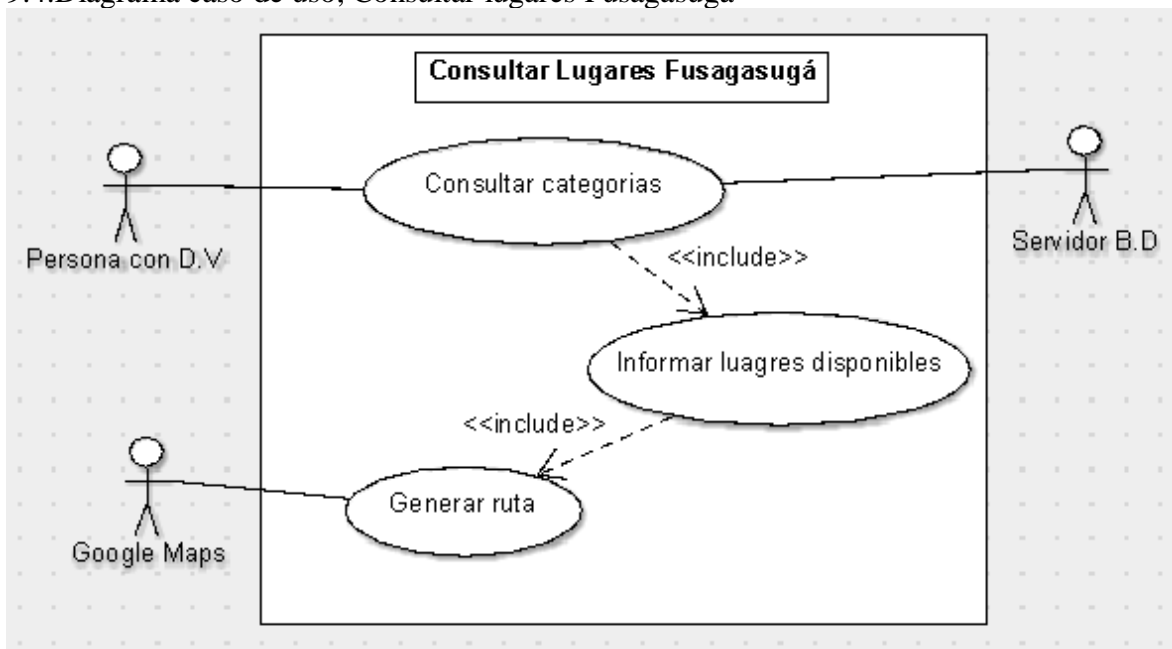 9.4.Diagrama caso de uso, Consultar lugares Fusagasugá
Consultar Lugares Fusagasugá
Consultar categorias
Persona con D.V
Servidor B.D
<<include>>
Informar luagres disponibles
<<include>>
Generar ruta
Google Maps